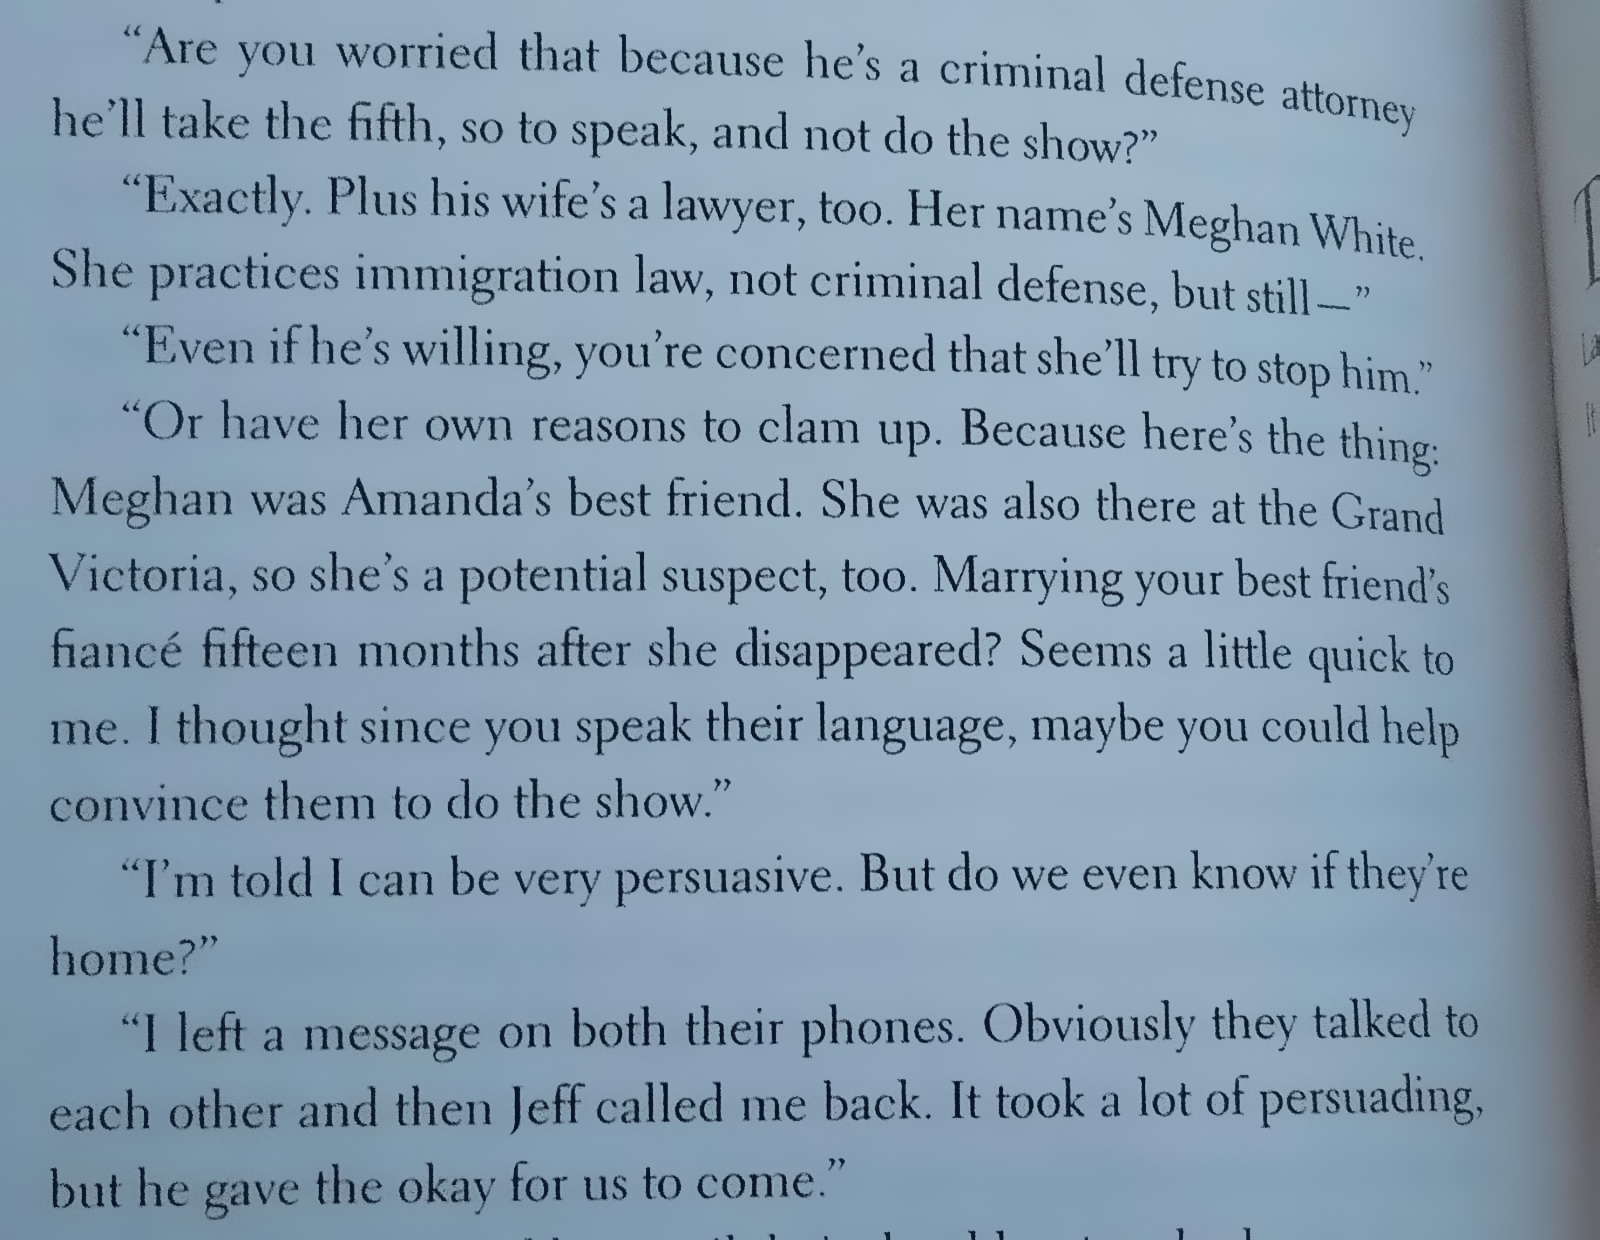 “Are you worried that because he’s a criminal defense attorney
he’ll take the fifth, so to speak, and not do the show?”
“Exactly. Plus his wife’s a lawyer, too. Her name’s Meghan White.
She practices immigration law, not criminal defense, but still—”
“Even if he’s willing, you’re concerned that she’ll try to stop him.”
“Or have her own reasons to clam up. Because here’s the thing:
Meghan was Amanda’s best friend. She was also there at the Grand
Victoria, so she’s a potential suspect, too. Marrying your best friend’s
fiancé fifteen months after she disappeared? Seems a little quick to
me. I thought since you speak their language, maybe you could help
convince them to do the show.”
“I’m told I can be very persuasive. But do we even know if they’re
home?”
“I left a message on both their phones. Obviously they talked to
each other and then Jeff called me back. It took a lot of persuading,
but he gave the okay for us to come.”